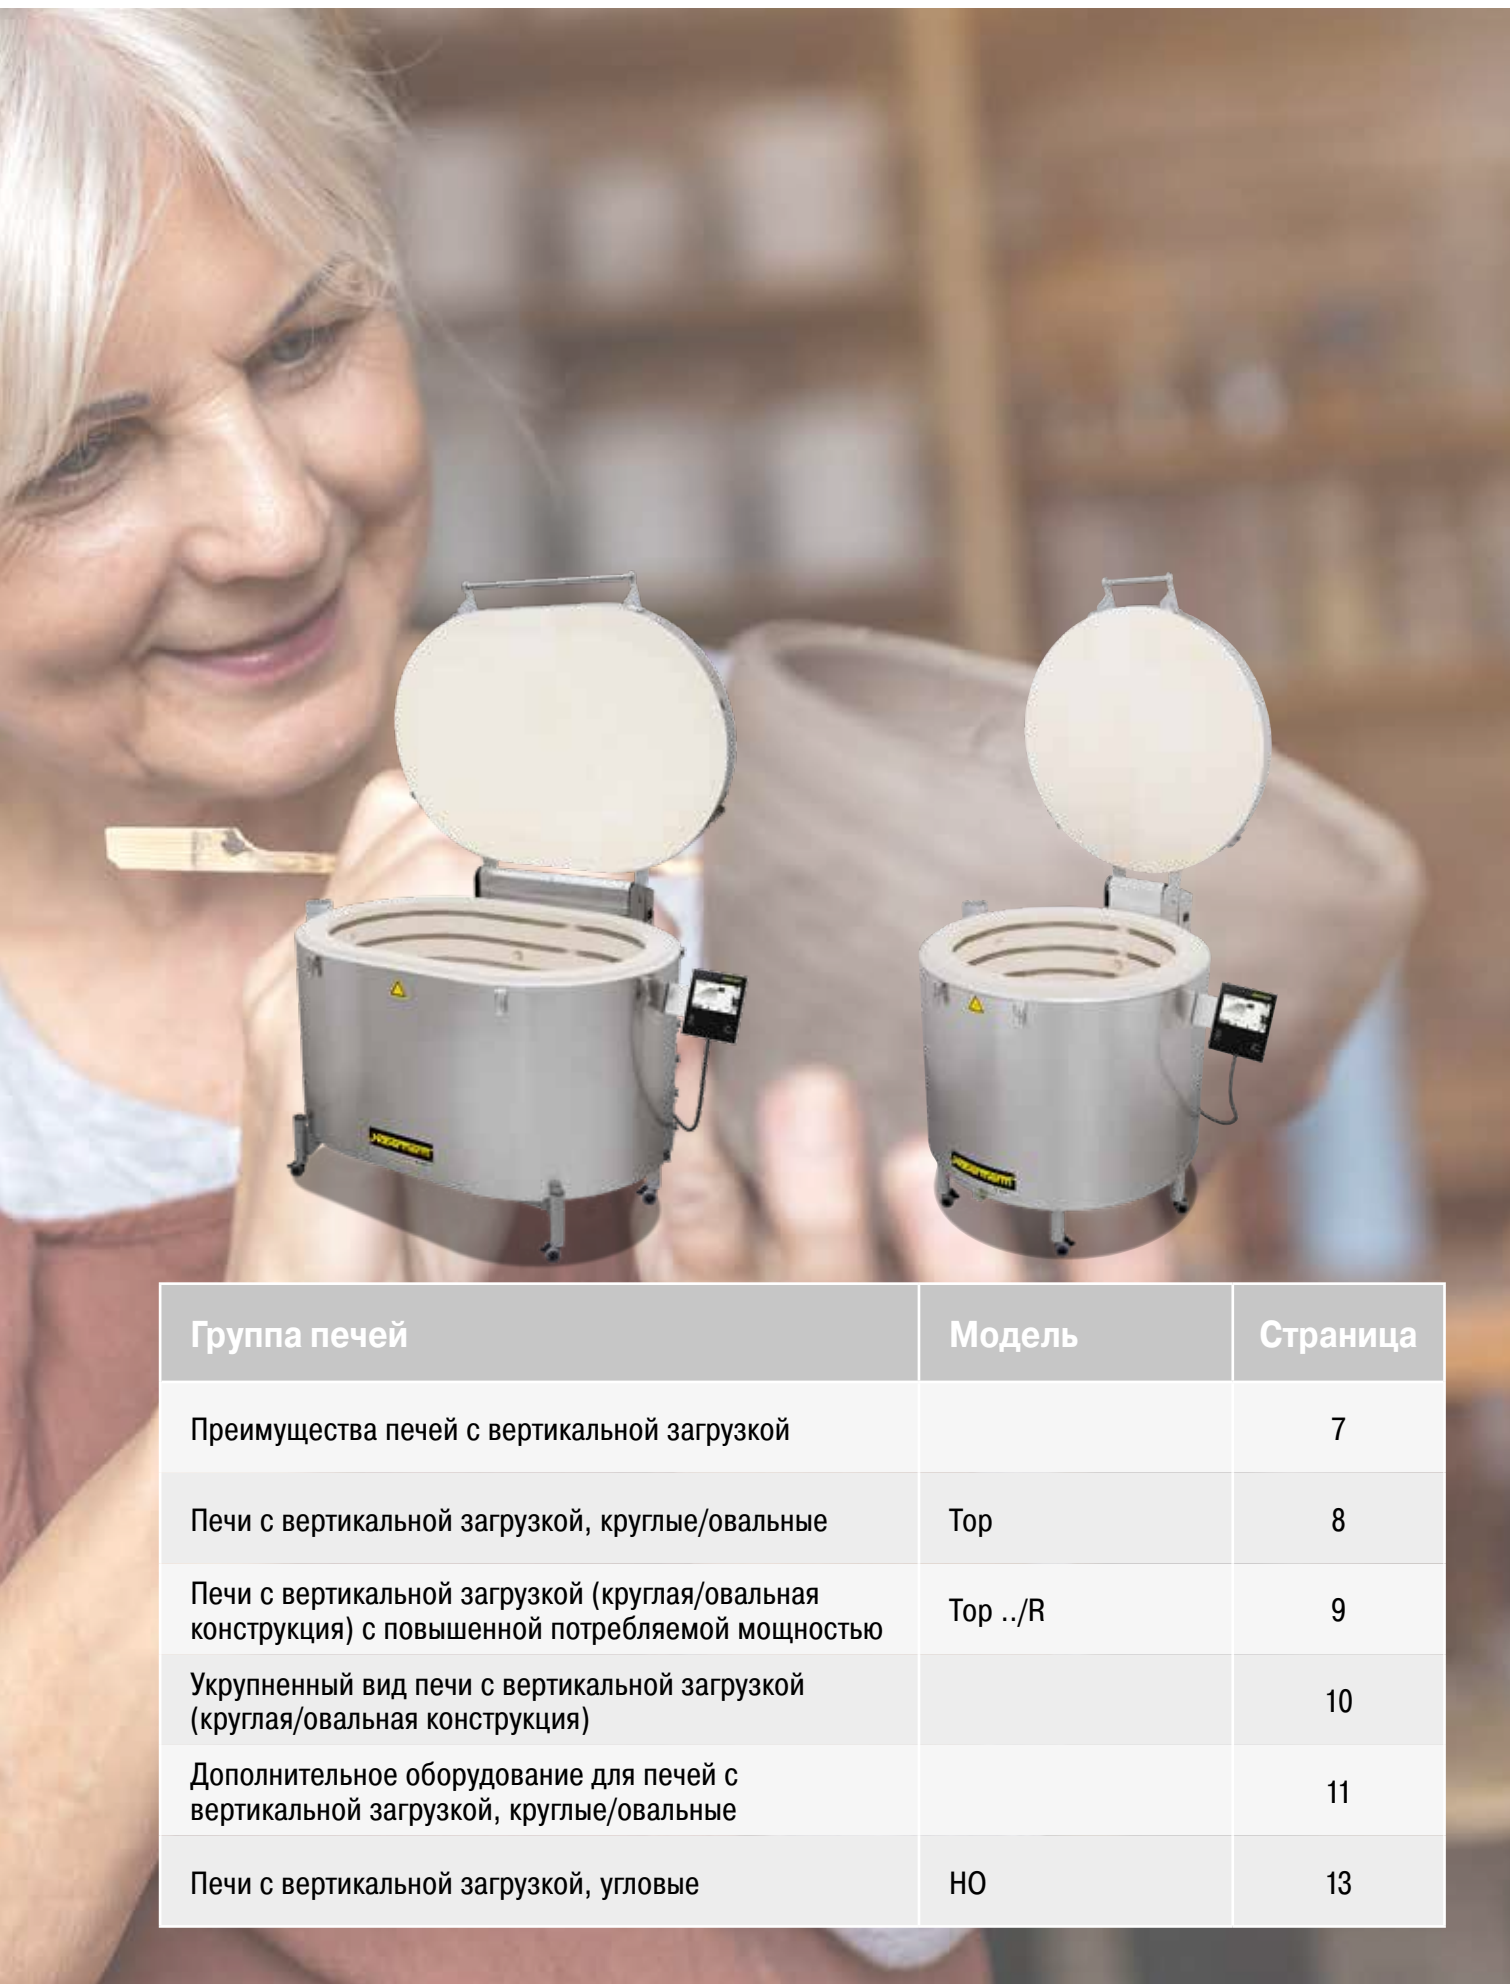 Nabertherm
Nabertherm
Группа печей Модель Страница
Преимущества печей с вертикальной загрузкой 7
Печи с вертикальной загрузкой, круглые/овальные Top 8
Печи с вертикальной загрузкой (круглая/овальная
конструкция) с повышенной потребляемой мощностью Top ../R 9
Укрупненный вид печи с вертикальной загрузкой
(круглая/овальная конструкция) 10
Дополнительное оборудование для печей с
вертикальной загрузкой, круглые/овальные 11
Печи с вертикальной загрузкой, угловые HO 13